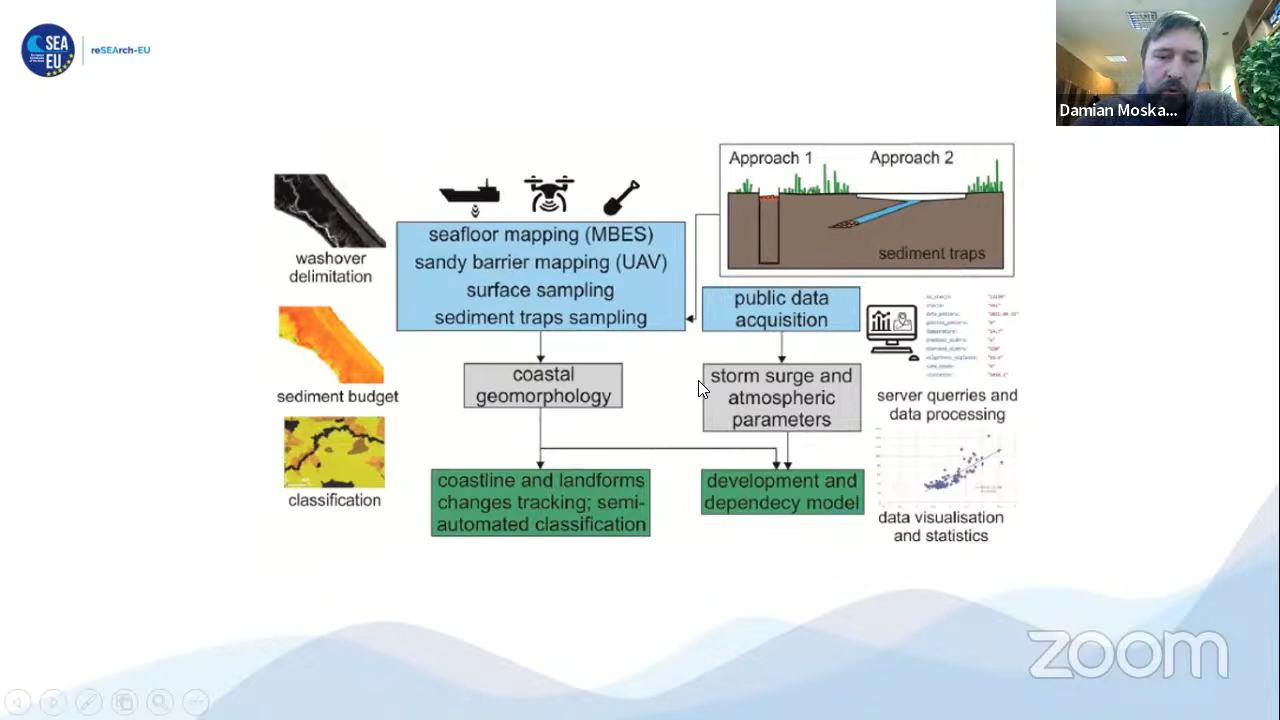 SEA
EU
reSEArch-EU
Damian Moska...
Approach 1
Approach 2
sediment traps
washover
delimitation
seafloor mapping (MBES)
sandy barrier mapping (UAV)
surface sampling
sediment traps sampling
public data
acquisition
sediment budget
coastal
geomorphology
storm surge and
atmospheric
parameters
server querries and
data processing
classification
coastline and landforms
changes tracking; semi-
automated classification
development and
dependecy model
data visualisation
and statistics
zoom